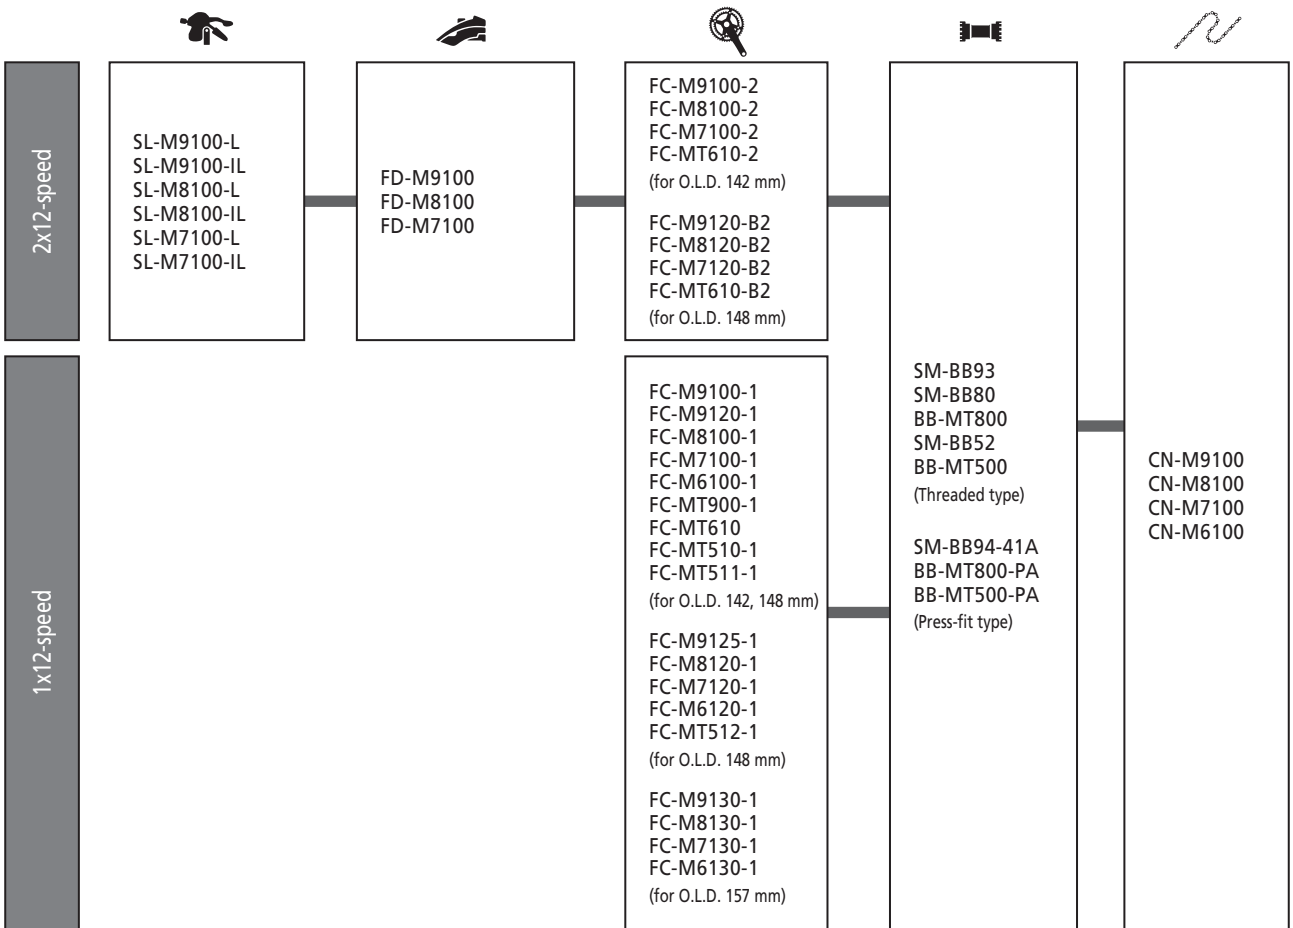 2x12-speed
SL-M9100-L
SL-M9100-IL
SL-M8100-L
SL-M8100-IL
SL-M7100-L
SL-M7100-IL
FD-M9100
FD-M8100
FD-M7100
FC-M9100-2
FC-M8100-2
FC-M7100-2
FC-MT610-2
(for O.L.D. 142 mm)
FC-M9120-B2
FC-M8120-B2
FC-M7120-B2
FC-MT610-B2
(for O.L.D. 148 mm)
1x12-speed
FC-M9100-1
FC-M9120-1
FC-M8100-1
FC-M7100-1
FC-M6100-1
FC-MT900-1
FC-MT610
FC-MT510-1
FC-MT511-1
(for O.L.D. 142, 148 mm)
FC-M9125-1
FC-M8120-1
FC-M7120-1
FC-M6120-1
FC-MT512-1
(for O.L.D. 148 mm)
FC-M9130-1
FC-M8130-1
FC-M7130-1
FC-M6130-1
(for O.L.D. 157 mm)
SM-BB93
SM-BB80
BB-MT800
SM-BB52
BB-MT500
(Threaded type)
SM-BB94-41A
BB-MT800-PA
BB-MT500-PA
(Press-fit type)
CN-M9100
CN-M8100
CN-M7100
CN-M6100